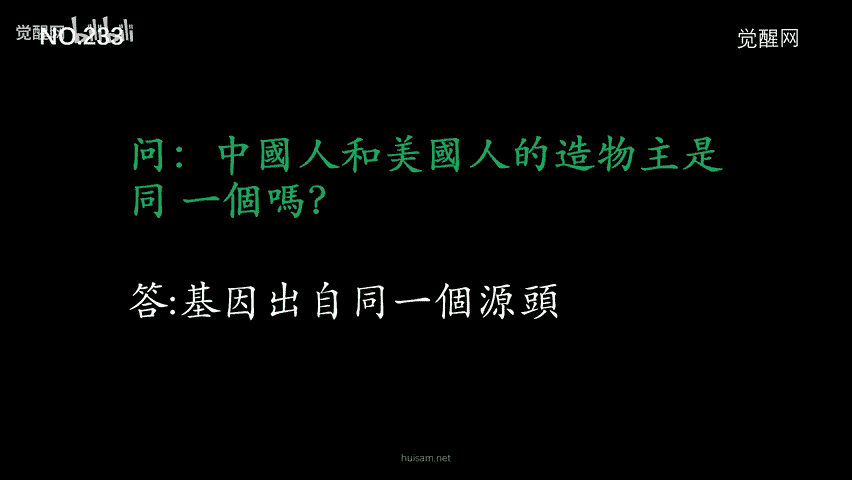 觉醒网
NO.233
觉醒网
问：中國人和美國人的造物主是
同 一個嗎?
答:基因出自同一個源頭
huisam.net